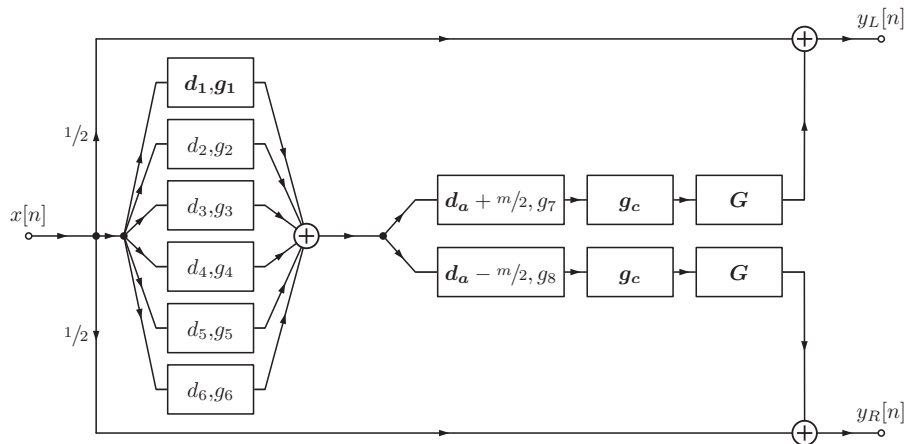 y_L[n]
d_1,g_1
1/2
d_2,g_2
d_3,g_3
d_a + m/2, g_7
g_c
G
x[n]
d_4,g_4
d_a − m/2, g_8
g_c
G
d_5,g_5
1/2
d_6,g_6
y_R[n]